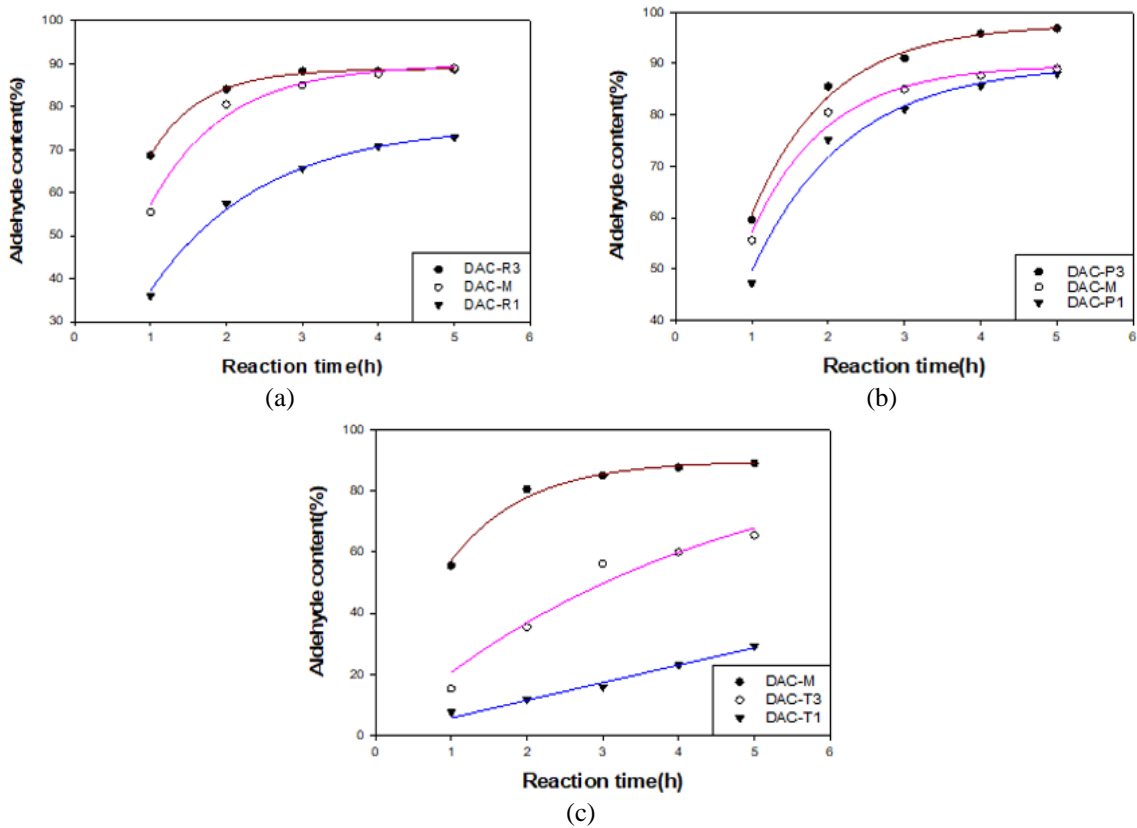 100
90
80
70
60
50
40
30
0
1
2
3
4
5
6
Aldehyde content(%)
Reaction time(h)
DAC-R3
DAC-M
DAC-R1
(a)
100
90
80
70
60
50
40
0
1
2
3
4
5
6
Aldehyde content(%)
Reaction time(h)
DAC-P3
DAC-M
DAC-P1
(b)
100
80
60
40
20
0
0
1
2
3
4
5
6
Aldehyde content(%)
Reaction time(h)
DAC-M
DAC-T3
DAC-T1
(c)